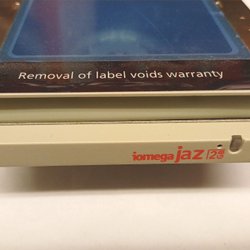 Removal of label voids warranty
iomega jaz 2GB